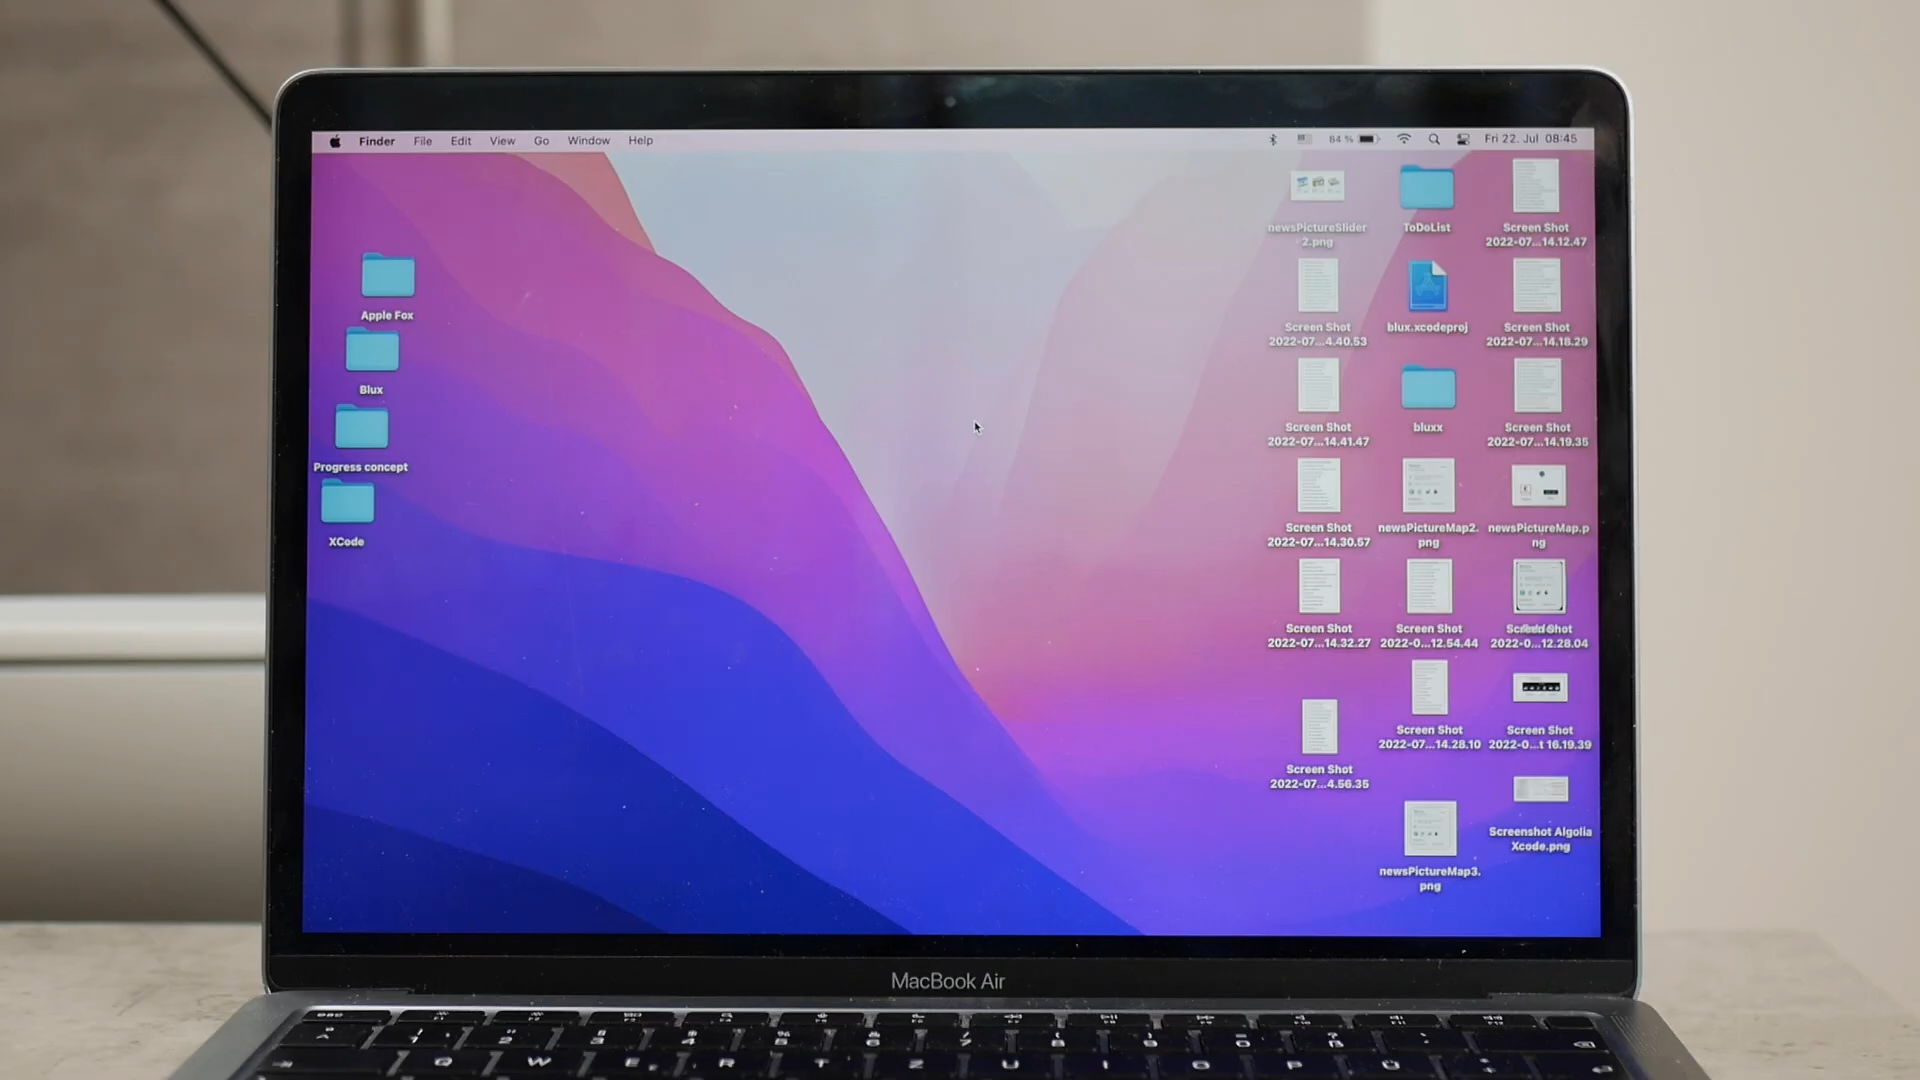 Finder File Edit View Go Window Help
84 % Fri 22. Jul 08:45
Apple Fox
Blux
Progress concept
XCode
newsPictureSlider
2.png
Screen Shot
2022-07...4.40.53
Screen Shot
2022-07...14.41.47
Screen Shot
2022-07...14.30.57
Screen Shot
2022-07...14.32.27
Screen Shot
2022-07...4.56.35
ToDoList
blux.xcodeproj
bluxx
newsPictureMap2.
png
Screen Shot
2022-0...12.54.44
Screen Shot
2022-07...14.28.10
newsPictureMap3.
png
Screen Shot
2022-07...14.12.47
Screen Shot
2022-07...14.18.29
Screen Shot
2022-07...14.19.35
newsPictureMap.p
ng
Screen Shot
2022-0...12.28.04
Screen Shot
2022-0...t 16.19.39
Screenshot Algolia
Xcode.png
MacBook Air
Q W E R T Z U I O P Ü